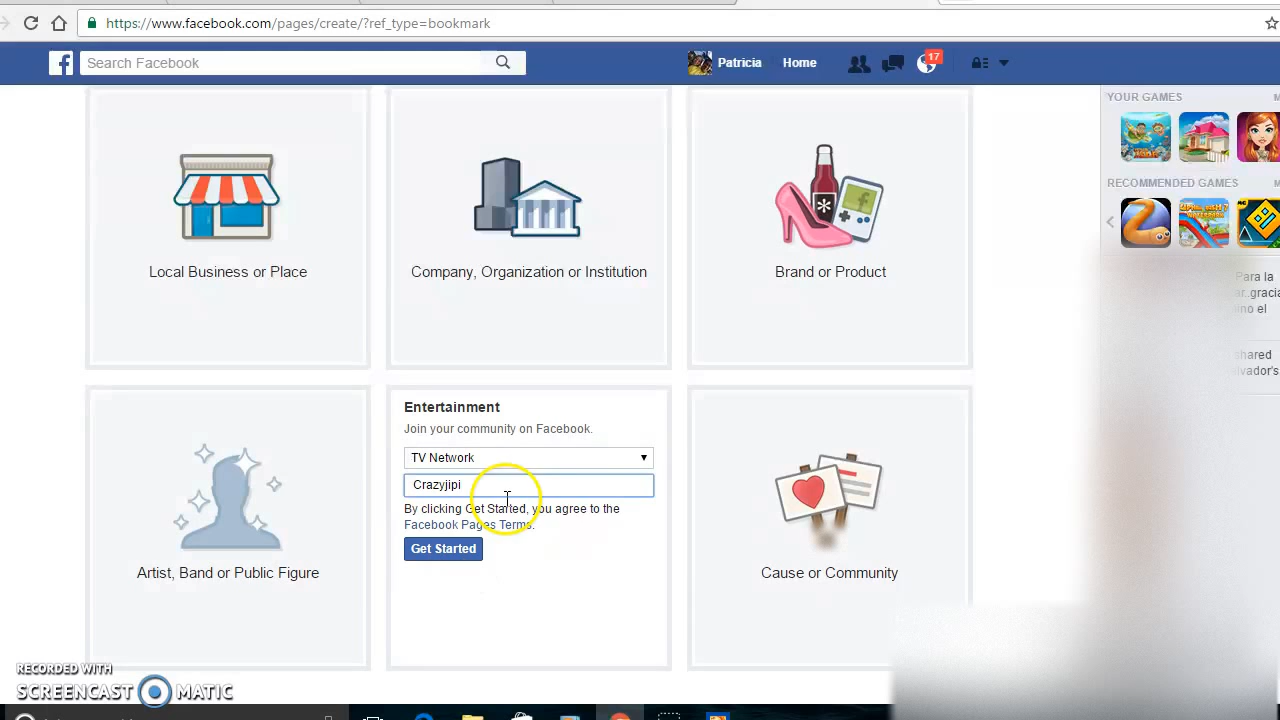 https://www.facebook.com/pages/create/?ref_type=bookmark
Search Facebook
Patricia
Home
17
YOUR GAMES
RECOMMENDED GAMES
Local Business or Place
Company, Organization or Institution
Brand or Product
Para la
ar..gracia
ino el
shared
lvador's
Entertainment
Join your community on Facebook.
TV Network
Crazyjipi
By clicking Get Started, you agree to the
Facebook Pages Terms.
Get Started
Artist, Band or Public Figure
Cause or Community
RECORDED WITH
SCREENCAST MATIC